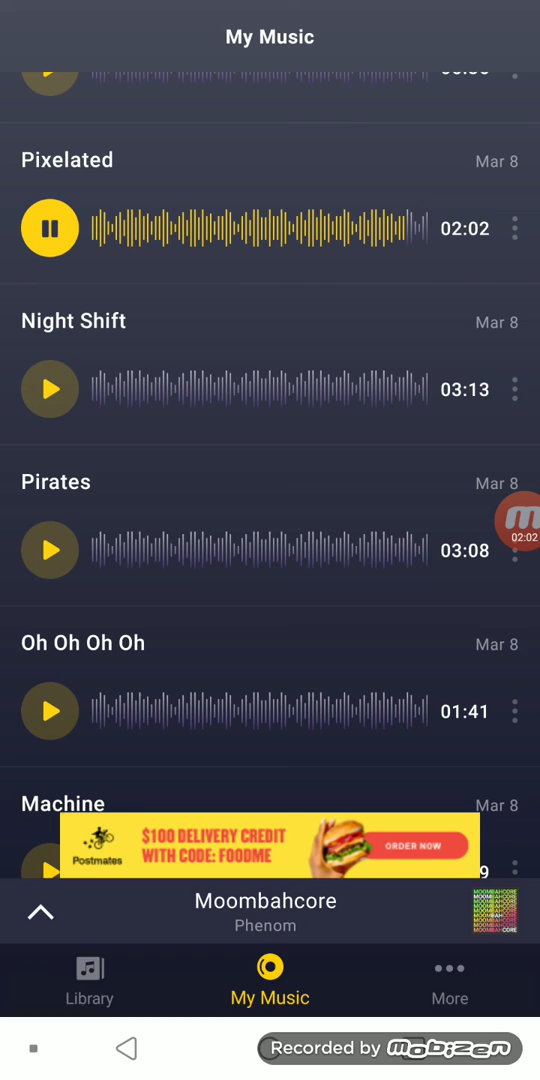 My Music
Pixelated
Mar 8
02:02
Night Shift
Mar 8
03:13
Pirates
Mar 8
02:02
03:08
Oh Oh Oh Oh
Mar 8
01:41
Machine
Mar 8
Postmates
$100 DELIVERY CREDIT
WITH CODE: FOODME
ORDER NOW
9
Moombahcore
Phenom
Library
My Music
More
Recorded by mobizen